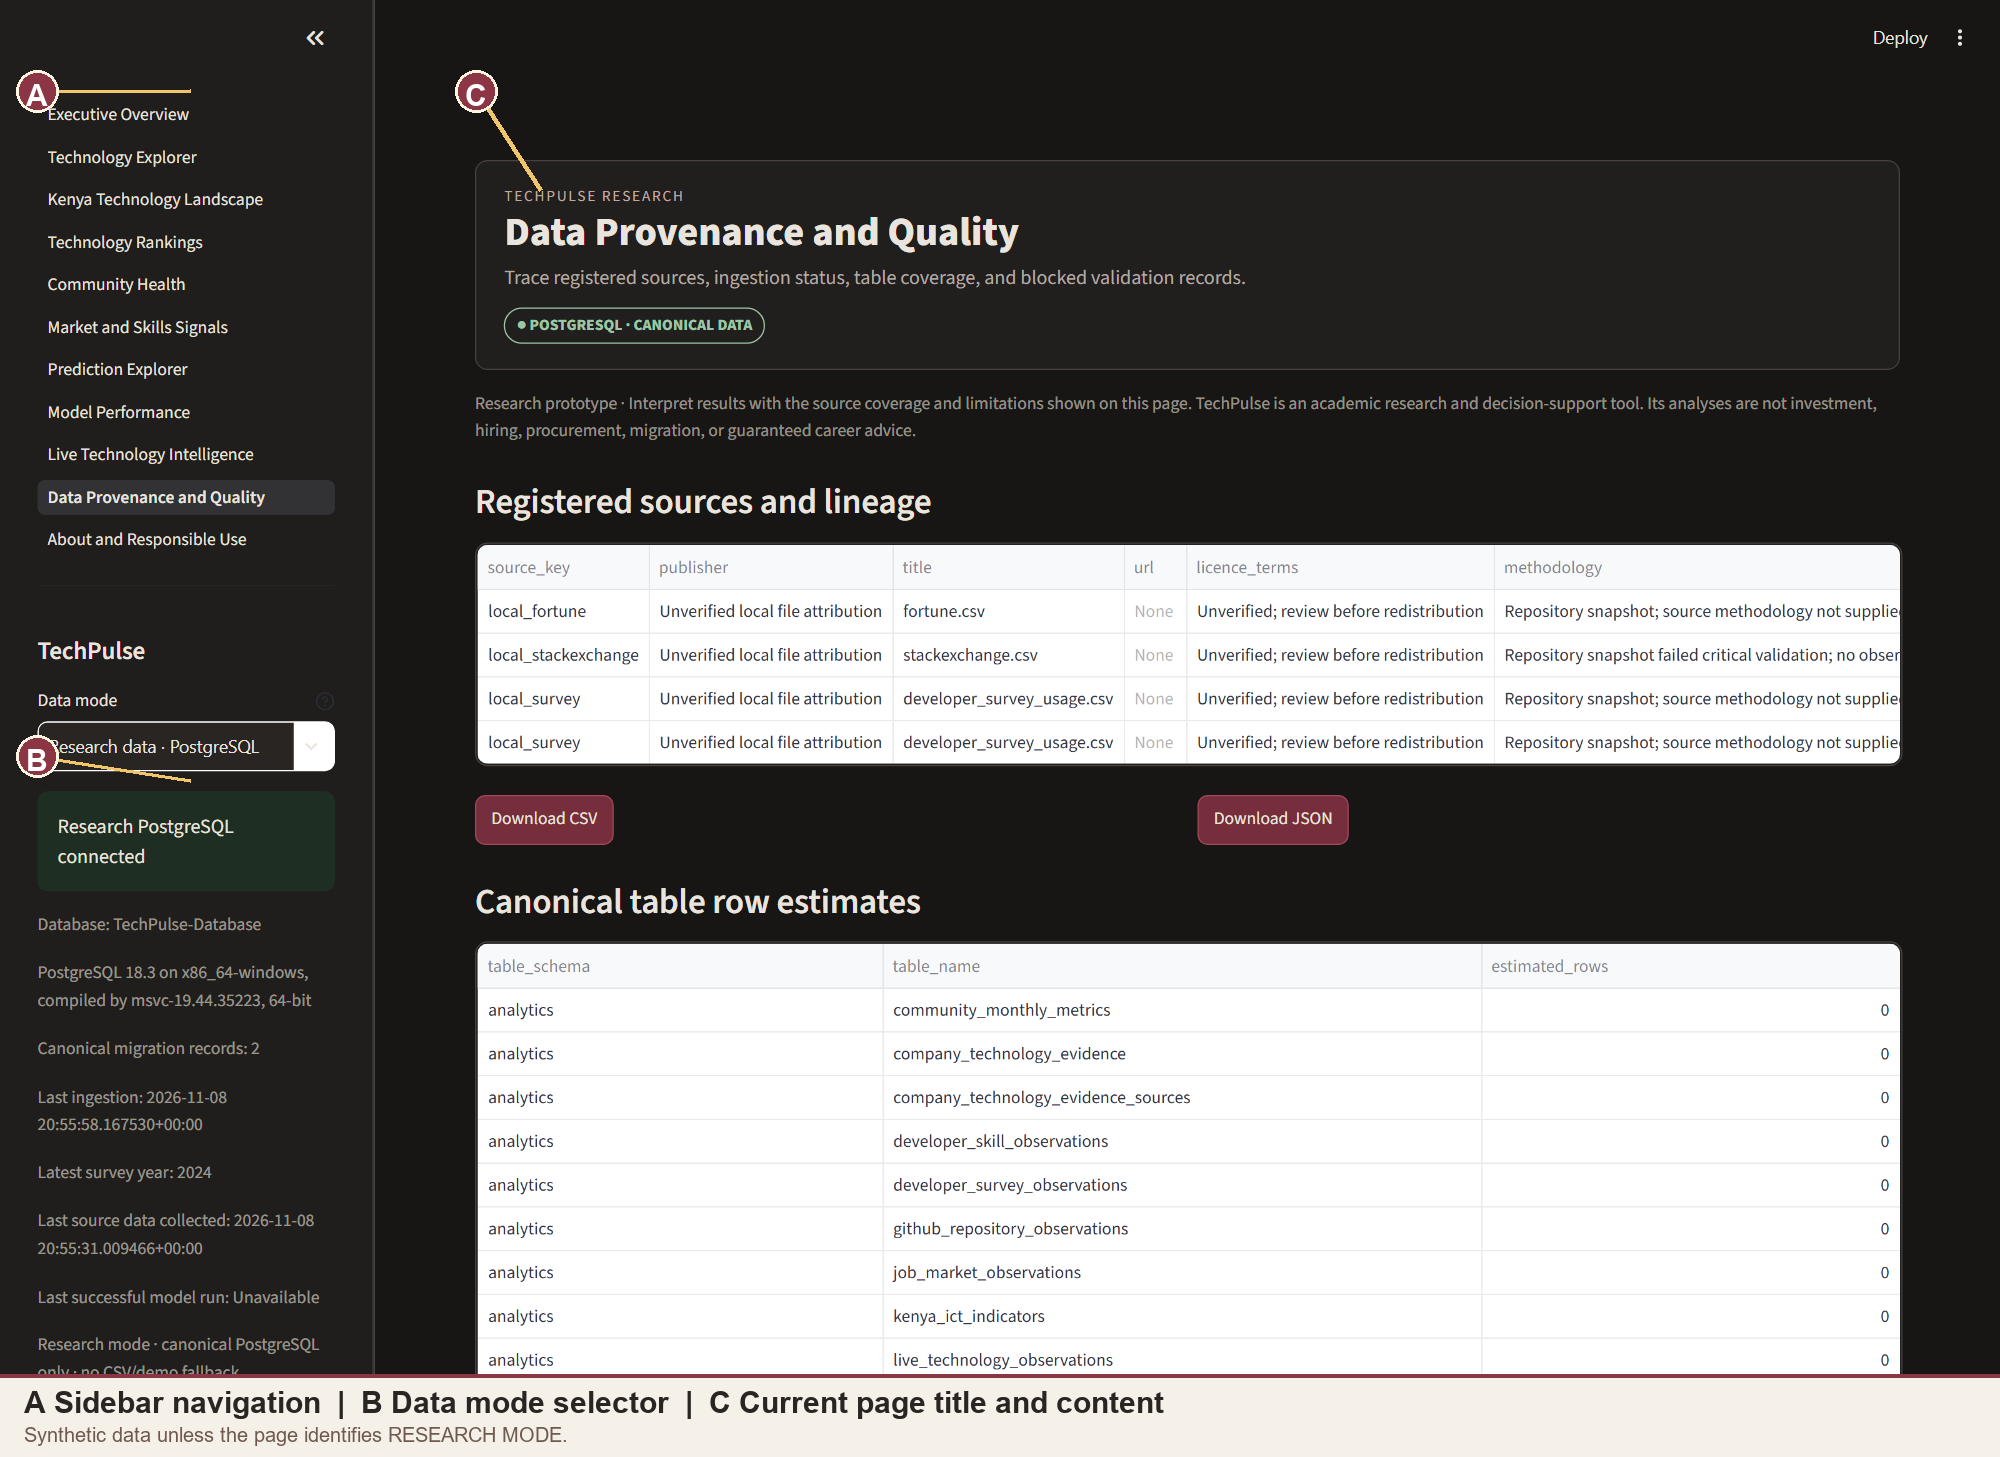 Deploy
A
Executive Overview
Technology Explorer
Kenya Technology Landscape
Technology Rankings
Community Health
Market and Skills Signals
Prediction Explorer
Model Performance
Live Technology Intelligence
Data Provenance and Quality
About and Responsible Use
TechPulse
Data mode
B
Research data · PostgreSQL
Research PostgreSQL
connected
Database: TechPulse-Database
PostgreSQL 18.3 on x86_64-windows,
compiled by msvc-19.44.35223, 64-bit
Canonical migration records: 2
Last ingestion: 2026-11-08
20:55:58.167530+00:00
Latest survey year: 2024
Last source data collected: 2026-11-08
20:55:31.009466+00:00
Last successful model run: Unavailable
Research mode · canonical PostgreSQL
only · no CSV/demo fallback
C
TECHPULSE RESEARCH
Data Provenance and Quality
Trace registered sources, ingestion status, table coverage, and blocked validation records.
POSTGRESQL · CANONICAL DATA
Research prototype · Interpret results with the source coverage and limitations shown on this page. TechPulse is an academic research and decision-support tool. Its analyses are not investment,
hiring, procurement, migration, or guaranteed career advice.
Registered sources and lineage
source_key publisher title url licence_terms methodology
local_fortune Unverified local file attribution fortune.csv None Unverified; review before redistribution Repository snapshot; source methodology not supplie
local_stackexchange Unverified local file attribution stackexchange.csv None Unverified; review before redistribution Repository snapshot failed critical validation; no obser
local_survey Unverified local file attribution developer_survey_usage.csv None Unverified; review before redistribution Repository snapshot; source methodology not supplie
local_survey Unverified local file attribution developer_survey_usage.csv None Unverified; review before redistribution Repository snapshot; source methodology not supplie
Download CSV Download JSON
Canonical table row estimates
table_schema table_name estimated_rows
analytics community_monthly_metrics 0
analytics company_technology_evidence 0
analytics company_technology_evidence_sources 0
analytics developer_skill_observations 0
analytics developer_survey_observations 0
analytics github_repository_observations 0
analytics job_market_observations 0
analytics kenya_ict_indicators 0
analytics live_technology_observations 0
A Sidebar navigation | B Data mode selector | C Current page title and content
Synthetic data unless the page identifies RESEARCH MODE.